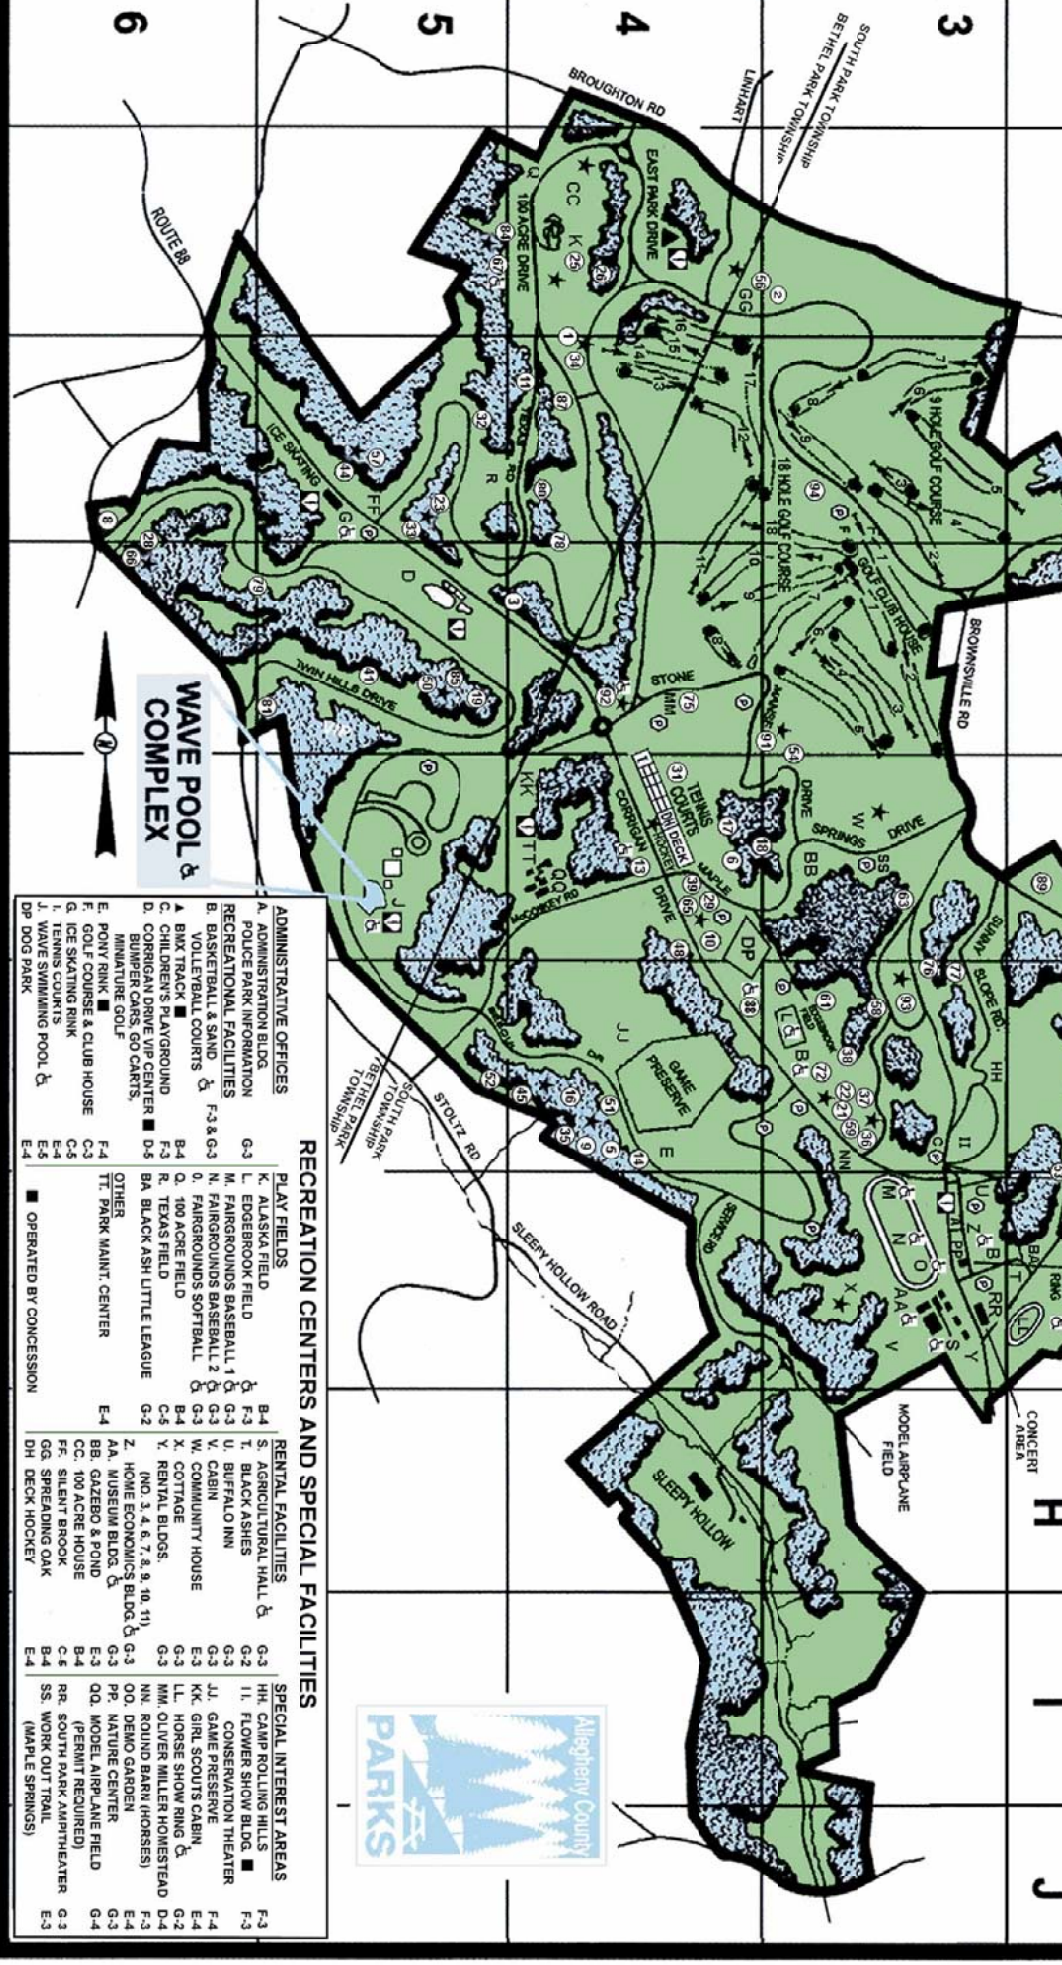 3
4
5
6
H
I
J
SOUTH PARK TOWNSHIP
BETHEL PARK TOWNSHIP
LINHART
BROUGHTON RD
EAST PARK DRIVE
100 ACRE DRIVE
ROUTE 88
ICE SKATING
TWIN HILLS DRIVE
9 HOLE GOLF COURSE
18 HOLE GOLF COURSE
GOLF CLUB HOUSE
BROWNSVILLE RD
STONE
DRIVE
SPRINGS
DRIVE
TENNIS
COURTS
DH DECK
HOCKEY
CORRIGAN
DRIVE
MAPLE
McCONKEY RD
SUNNY
SLOPE RD.
DP
GAME
PRESERVE
SERVICE RD
BETHEL PARK
TOWNSHIP
SOUTH PARK
TOWNSHIP
STOLTZ RD
SLEEPY HOLLOW ROAD
SLEEPY HOLLOW
MODEL AIRPLANE
FIELD
CONCERT
AREA
N
WAVE POOL
COMPLEX
Allegheny County
PARKS
RECREATION CENTERS AND SPECIAL FACILITIES
ADMINISTRATIVE OFFICES
A. ADMINISTRATION BLDG
POLICE PARK INFORMATION G-3
RECREATIONAL FACILITIES
B. BASKETBALL & SAND
VOLLEYBALL COURTS F-3 & G-3
▲ BMX TRACK ■ B-4
C. CHILDREN'S PLAYGROUND F-3
D. CORRIGAN DRIVE VIP CENTER ■ D-5
BUMPER CARS, GO CARTS,
MINIATURE GOLF
E. PONY RINK ■ F-4
F. GOLF COURSE & CLUB HOUSE C-3
G. ICE SKATING RINK C-5
I. TENNIS COURTS E-4
J. WAVE SWIMMING POOL E-5
DP DOG PARK E-4
PLAY FIELDS
K. ALASKA FIELD B-4
L. EDGEBROOK FIELD F-3
M. FAIRGROUNDS BASEBALL 1 G-3
N. FAIRGROUNDS BASEBALL 2 G-3
O. FAIRGROUNDS SOFTBALL G-3
Q. 100 ACRE FIELD B-4
R. TEXAS FIELD C-5
BA BLACK ASH LITTLE LEAGUE G-2
OTHER
TT. PARK MAINT. CENTER E-4
■ OPERATED BY CONCESSION
RENTAL FACILITIES
S. AGRICULTURAL HALL G-3
T. BLACK ASHES G-2
U. BUFFALO INN G-3
V. CABIN G-3
W. COMMUNITY HOUSE E-3
X. COTTAGE G-3
Y. RENTAL BLDGS. G-3
(NO. 3, 4, 6, 7, 8, 9, 10, 11)
Z. HOME ECONOMICS BLDG. G-3
AA. MUSEUM BLDG. G-3
BB. GAZEBO & POND E-3
CC. 100 ACRE HOUSE B-4
FF. SILENT BROOK
GG. SPREADING OAK B-4
DH DECK HOCKEY E-4
SPECIAL INTEREST AREAS
HH. CAMP ROLLING HILLS F-3
II. FLOWER SHOW BLDG. ■ F-3
CONSERVATION THEATER
JJ. GAME PRESERVE F-4
KK. GIRL SCOUTS CABIN E-4
LL. HORSE SHOW RING G-2
MM. OLIVER MILLER HOMESTEAD D-4
NN. ROUND BARN (HORSES) F-3
OO. DEMO GARDEN E-4
PP. NATURE CENTER G-3
QQ. MODEL AIRPLANE FIELD G-4
(PERMIT REQUIRED)
RR. SOUTH PARK AMPITHEATER G-3
SS. WORK OUT TRAIL E-3
(MAPLE SPRINGS)